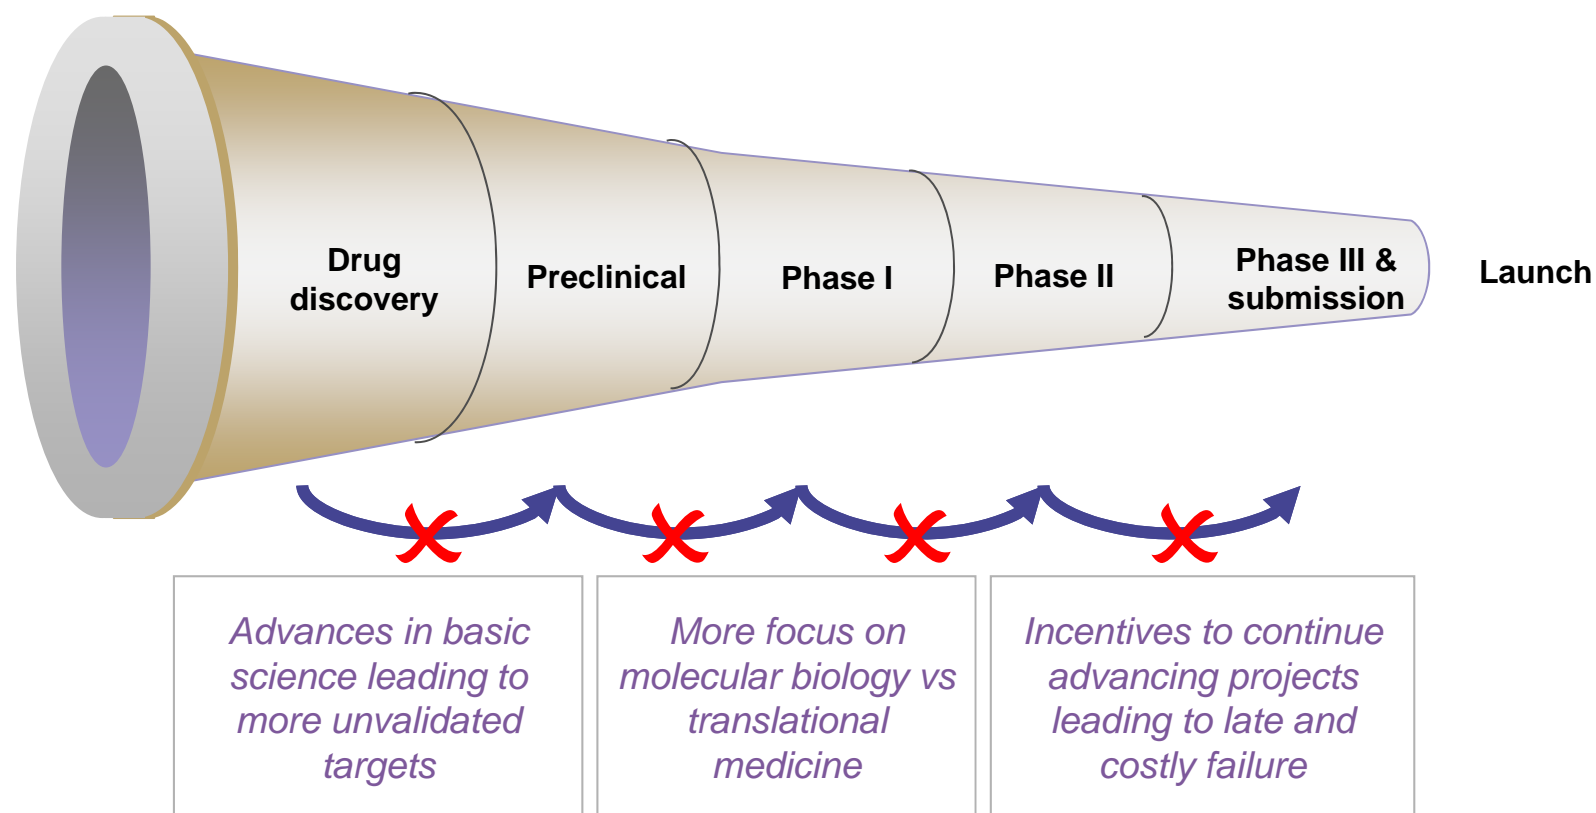 Drug
discovery
Preclinical
Phase I
Phase II
Phase III &
submission
Launch
Advances in basic
science leading to
more unvalidated
targets
More focus on
molecular biology vs
translational
medicine
Incentives to continue
advancing projects
leading to late and
costly failure